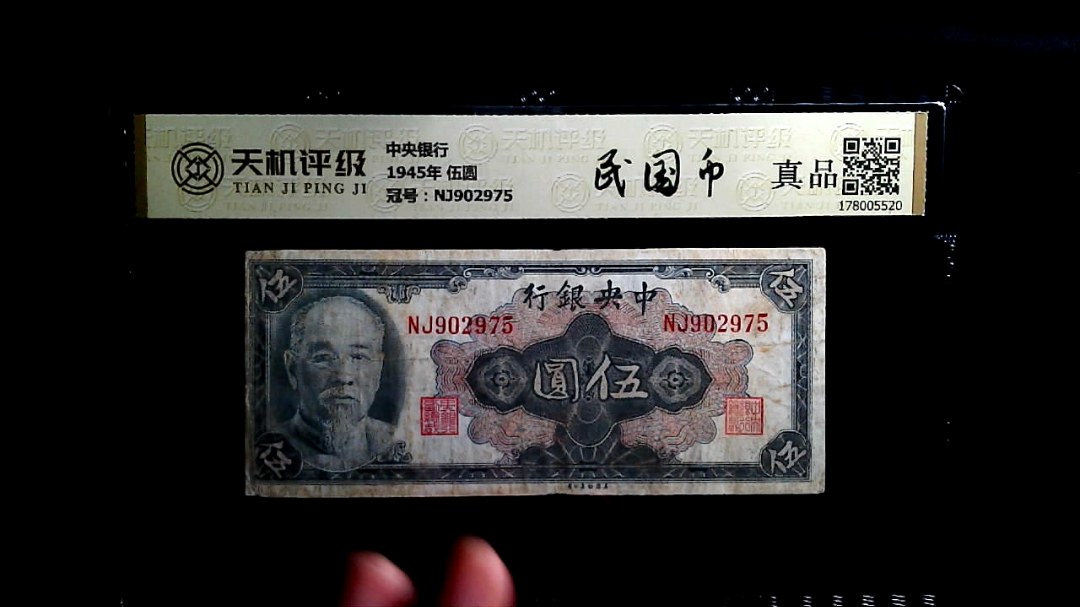 天机评级
TIAN JI PING JI
中央银行
1945年 伍圆
冠号：NJ902975
民国币
真品
178005520
伍
伍
行銀央中
NJ902975
NJ902975
圓伍
伍
伍